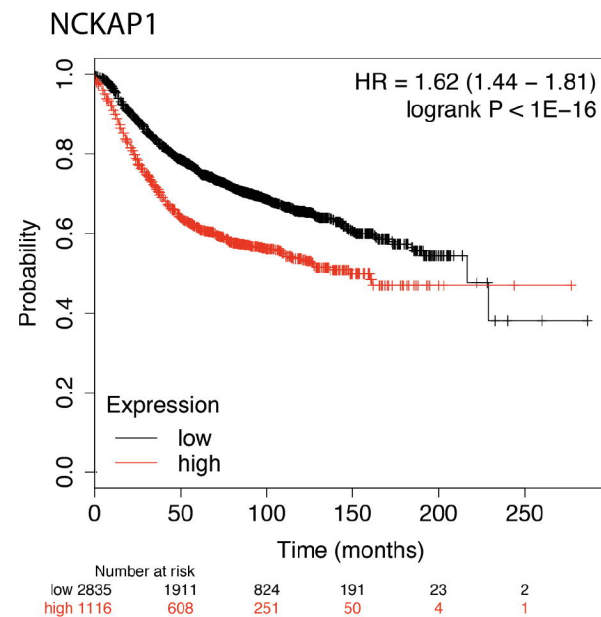 NCKAP1
HR = 1.62 (1.44 − 1.81)
logrank P < 1E−16
1.0
0.8
0.6
0.4
0.2
0.0
Probability
Expression
low
high
0 50 100 150 200 250
Time (months)
Number at risk
low 2835 1911 824 191 23 2
high 1116 608 251 50 4 1